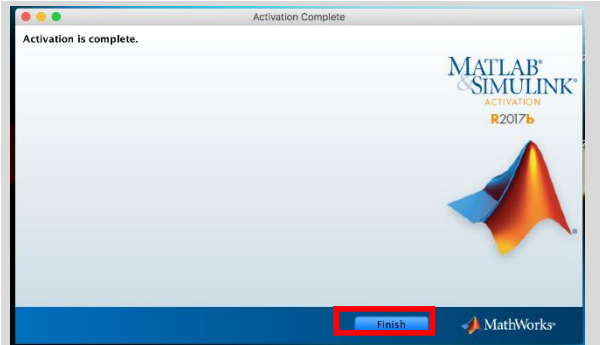 Activation Complete
Activation is complete.
MATLAB®
&SIMULINK®
ACTIVATION
R2017b
Finish
MathWorks®